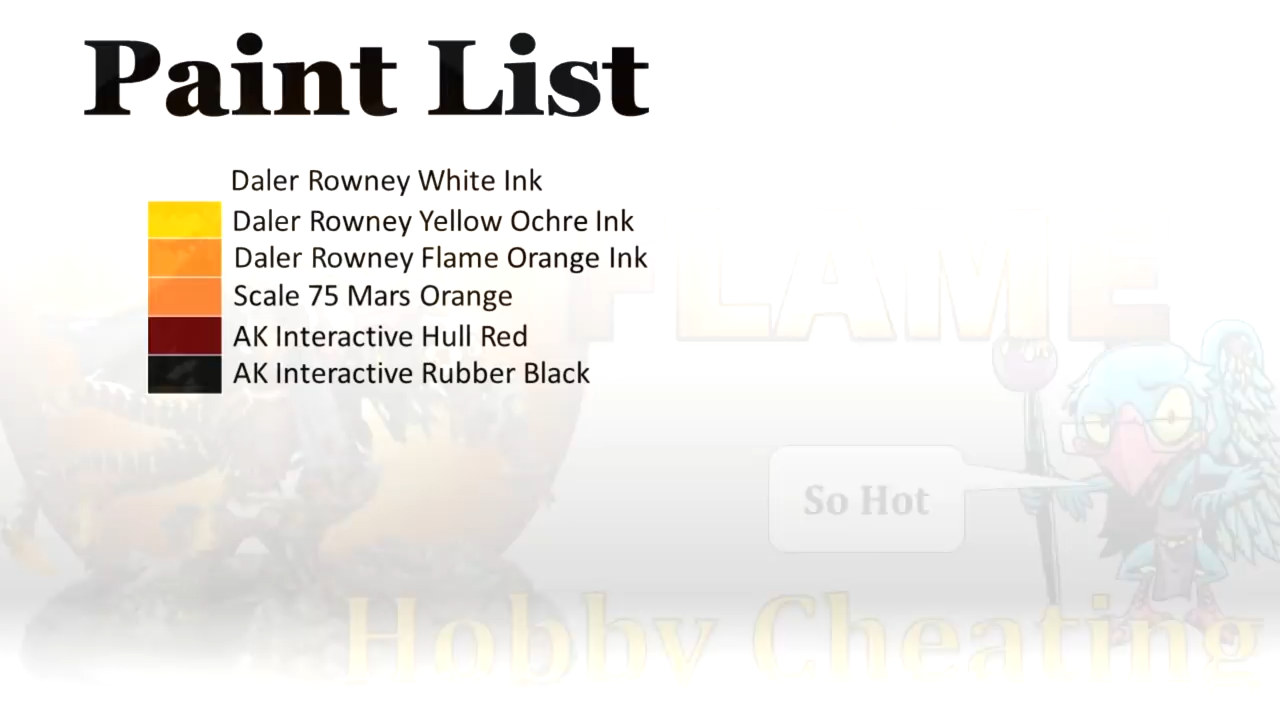 Paint List
Daler Rowney White Ink
Daler Rowney Yellow Ochre Ink
Daler Rowney Flame Orange Ink
Scale 75 Mars Orange
AK Interactive Hull Red
AK Interactive Rubber Black
FLAME
So Hot
Hobby Cheating